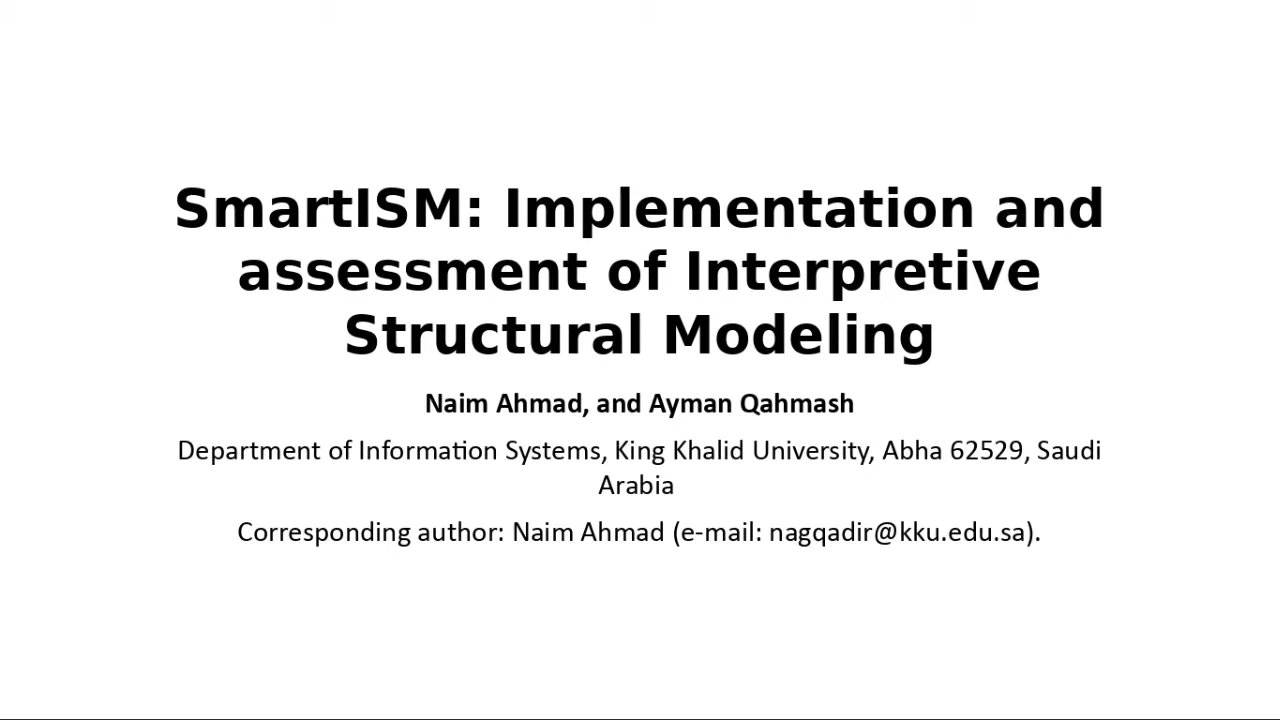 SmartISM: Implementation and
assessment of Interpretive
Structural Modeling
Naim Ahmad, and Ayman Qahmash
Department of Information Systems, King Khalid University, Abha 62529, Saudi
Arabia
Corresponding author: Naim Ahmad (e-mail: nagqadir@kku.edu.sa).